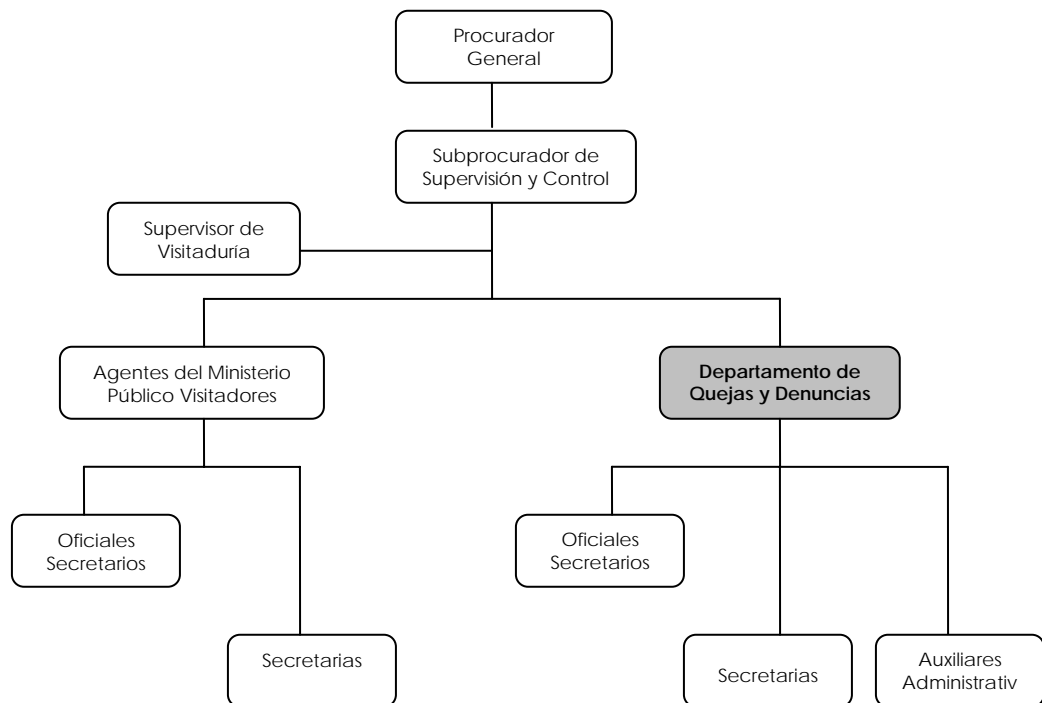 Procurador
General
Subprocurador de
Supervisión y Control
Supervisor de
Visitaduría
Agentes del Ministerio
Público Visitadores
Departamento de
Quejas y Denuncias
Oficiales
Secretarios
Oficiales
Secretarios
Secretarias
Secretarias
Auxiliares
Administrativ